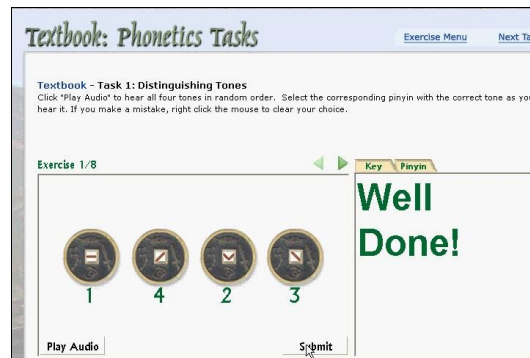 Textbook: Phonetics Tasks
Exercise Menu Next Ta
Textbook - Task 1: Distinguishing Tones
Click "Play Audio" to hear all four tones in random order. Select the corresponding pinyin with the correct tone as you
hear it. If you make a mistake, right click the mouse to clear your choice.
Exercise 1/8
Key Pinyin
Well
Done!
1 4 2 3
Play Audio Submit